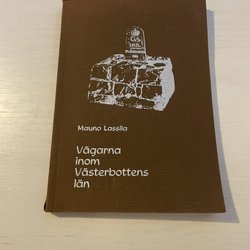 Mauno Lassila
Vägarna
inom
Västerbottens
län